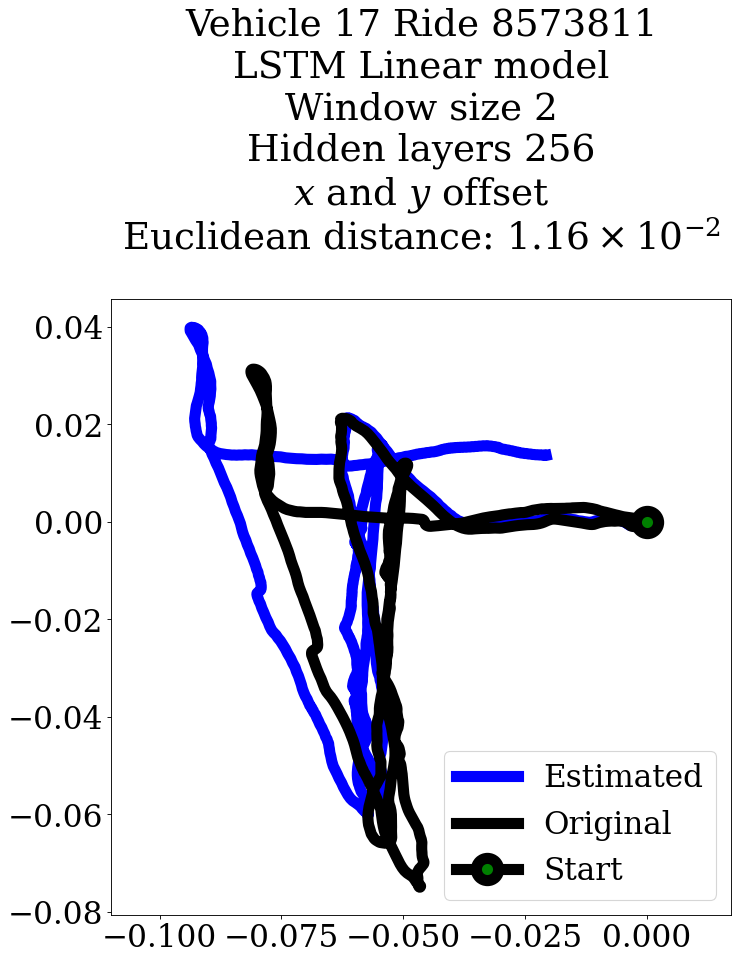 Vehicle 17 Ride 8573811
LSTM Linear model
Window size 2
Hidden layers 256
x and y offset
Euclidean distance: 1.16 × 10⁻²
0.04
0.02
0.00
−0.02
−0.04
−0.06
−0.08
Estimated
Original
Start
−0.100 −0.075 −0.050 −0.025 0.000